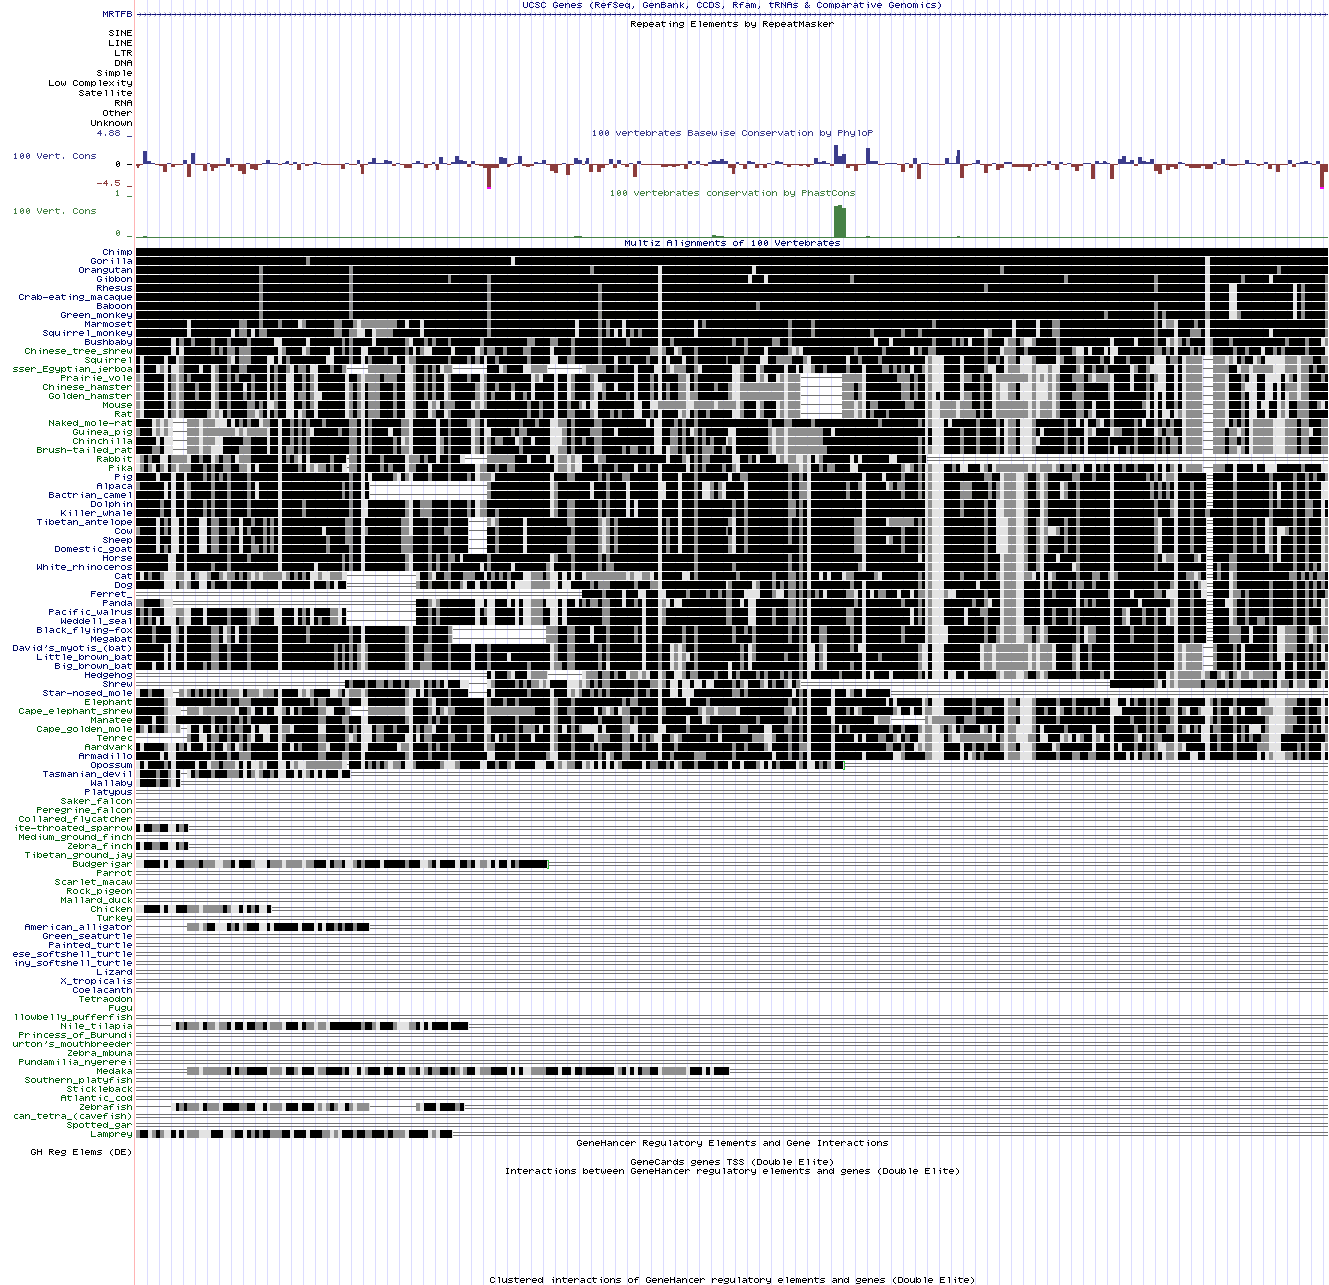 UCSC Genes (RefSeq, GenBank, CCDS, Rfam, tRNAs & Comparative Genomics)
MRTFB
Repeating Elements by RepeatMasker
SINE
LINE
LTR
DNA
Simple
Low Complexity
Satellite
RNA
Other
Unknown
4.88 _
100 vertebrates Basewise Conservation by PhyloP
100 Vert. Cons
0 -
-4.5 _
1 _
100 vertebrates conservation by PhastCons
100 Vert. Cons
0 _
Multiz Alignments of 100 Vertebrates
Chimp
Gorilla
Orangutan
Gibbon
Rhesus
Crab-eating_macaque
Baboon
Green_monkey
Marmoset
Squirrel_monkey
Bushbaby
Chinese_tree_shrew
Squirrel
sser_Egyptian_jerboa
Prairie_vole
Chinese_hamster
Golden_hamster
Mouse
Rat
Naked_mole-rat
Guinea_pig
Chinchilla
Brush-tailed_rat
Rabbit
Pika
Pig
Alpaca
Bactrian_camel
Dolphin
Killer_whale
Tibetan_antelope
Cow
Sheep
Domestic_goat
Horse
White_rhinoceros
Cat
Dog
Ferret_
Panda
Pacific_walrus
Weddell_seal
Black_flying-fox
Megabat
David's_myotis_(bat)
Little_brown_bat
Big_brown_bat
Hedgehog
Shrew
Star-nosed_mole
Elephant
Cape_elephant_shrew
Manatee
Cape_golden_mole
Tenrec
Aardvark
Armadillo
Opossum
Tasmanian_devil
Wallaby
Platypus
Saker_falcon
Peregrine_falcon
Collared_flycatcher
ite-throated_sparrow
Medium_ground_finch
Zebra_finch
Tibetan_ground_jay
Budgerigar
Parrot
Scarlet_macaw
Rock_pigeon
Mallard_duck
Chicken
Turkey
American_alligator
Green_seaturtle
Painted_turtle
ese_softshell_turtle
iny_softshell_turtle
Lizard
X_tropicalis
Coelacanth
Tetraodon
Fugu
llowbelly_pufferfish
Nile_tilapia
Princess_of_Burundi
urton's_mouthbreeder
Zebra_mbuna
Pundamilia_nyererei
Medaka
Southern_platyfish
Stickleback
Atlantic_cod
Zebrafish
can_tetra_(cavefish)
Spotted_gar
Lamprey
GeneHancer Regulatory Elements and Gene Interactions
GH Reg Elems (DE)
GeneCards genes TSS (Double Elite)
Interactions between GeneHancer regulatory elements and genes (Double Elite)
Clustered interactions of GeneHancer regulatory elements and genes (Double Elite)